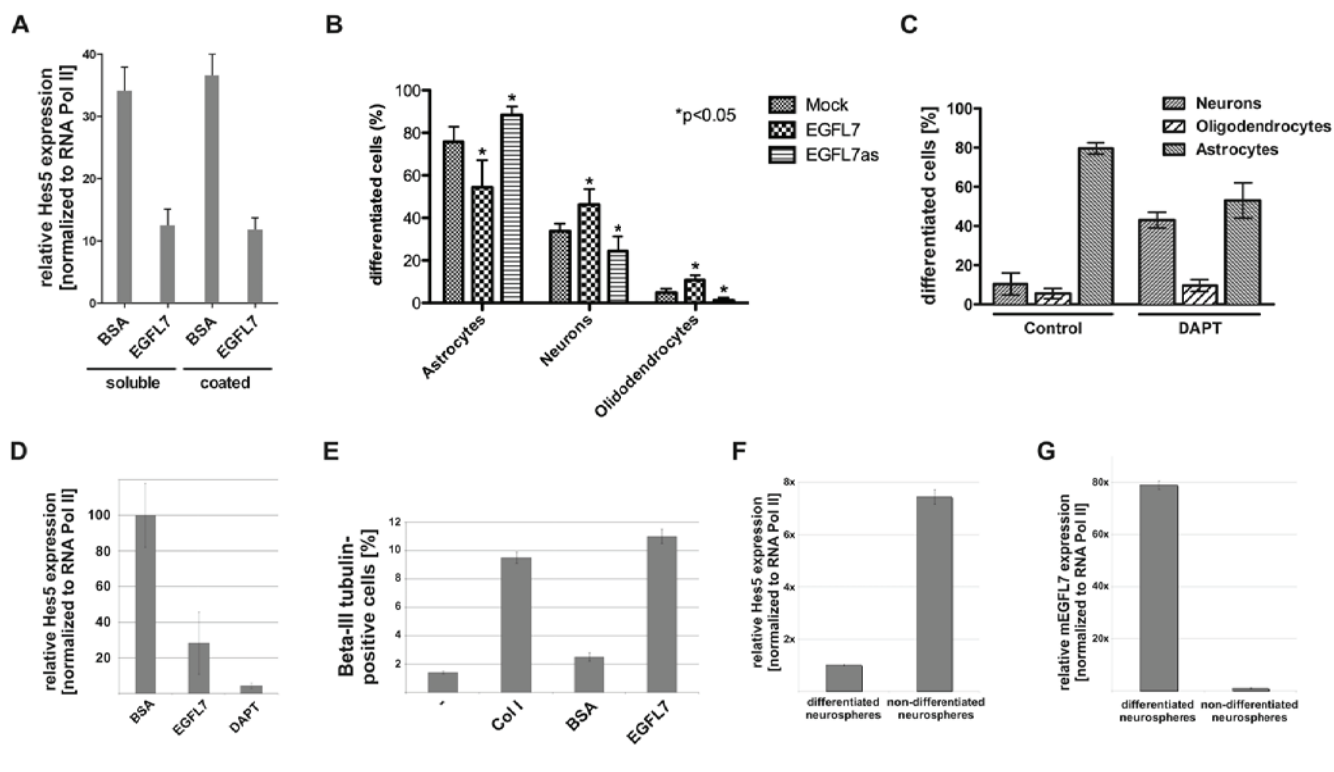 A
relative Hes5 expression
[normalized to RNA Pol II]
40
30
20
10
0
BSA
EGFL7
BSA
EGFL7
soluble
coated
B
differentiated cells (%)
100
80
60
40
20
0
*
*
*
*
*
*
*p<0.05
Mock
EGFL7
EGFL7as
Astrocytes
Neurons
Olidodendrocytes
C
differentiated cells [%]
100
80
60
40
20
0
Neurons
Oligodendrocytes
Astrocytes
Control
DAPT
D
relative Hes5 expression
[normalized to RNA Pol II]
100
80
60
40
20
BSA
EGFL7
DAPT
E
Beta-III tubulin-
positive cells [%]
12
10
8
6
4
2
-
Col I
BSA
EGFL7
F
relative Hes5 expression
[normalized to RNA Pol II]
8x
6x
4x
2x
differentiated
neurospheres
non-differentiated
neurospheres
G
relative mEGFL7 expression
[normalized to RNA Pol II]
80x
60x
40x
20x
differentiated
neurospheres
non-differentiated
neurospheres